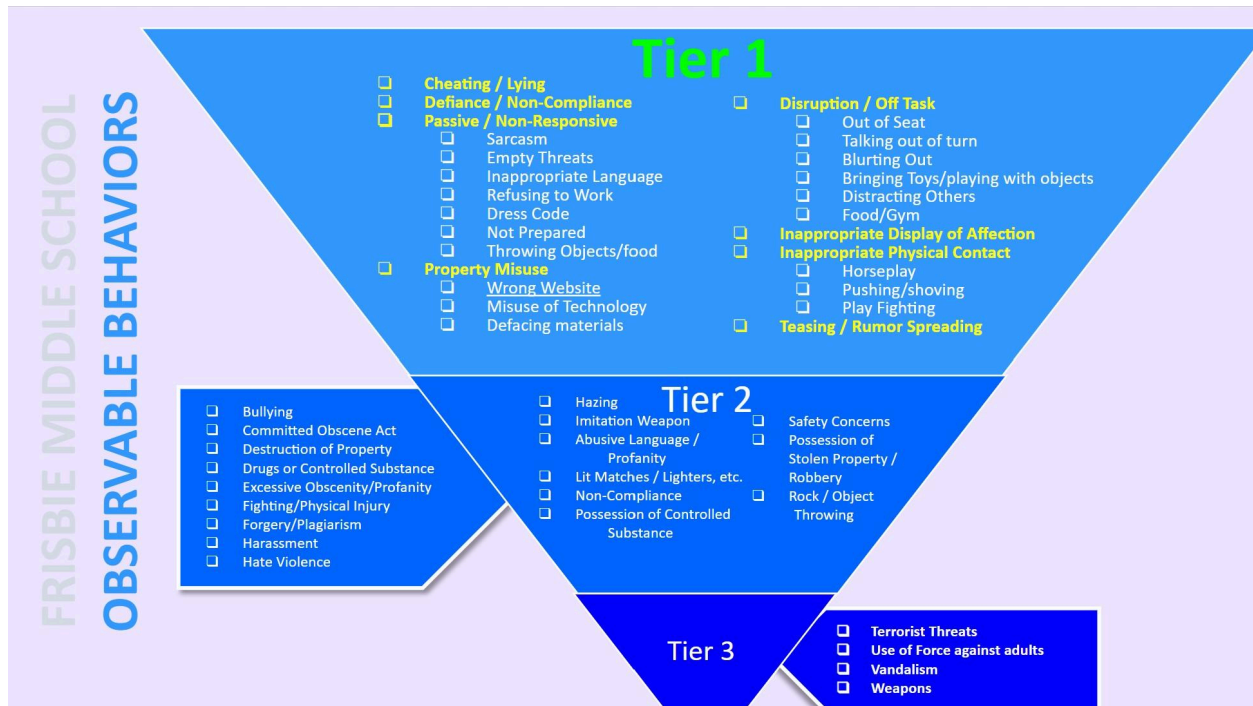 FRISBIE MIDDLE SCHOOL
OBSERVABLE BEHAVIORS
Tier 1
Cheating / Lying
Defiance / Non-Compliance
Passive / Non-Responsive
Sarcasm
Empty Threats
Inappropriate Language
Refusing to Work
Dress Code
Not Prepared
Throwing Objects/food
Property Misuse
Wrong Website
Misuse of Technology
Defacing materials
Disruption / Off Task
Out of Seat
Talking out of turn
Blurting Out
Bringing Toys/playing with objects
Distracting Others
Food/Gym
Inappropriate Display of Affection
Inappropriate Physical Contact
Horseplay
Pushing/shoving
Play Fighting
Teasing / Rumor Spreading
Tier 2
Bullying
Committed Obscene Act
Destruction of Property
Drugs or Controlled Substance
Excessive Obscenity/Profanity
Fighting/Physical Injury
Forgery/Plagiarism
Harassment
Hate Violence
Hazing
Imitation Weapon
Abusive Language /
Profanity
Lit Matches / Lighters, etc.
Non-Compliance
Possession of Controlled
Substance
Safety Concerns
Possession of
Stolen Property /
Robbery
Rock / Object
Throwing
Tier 3
Terrorist Threats
Use of Force against adults
Vandalism
Weapons